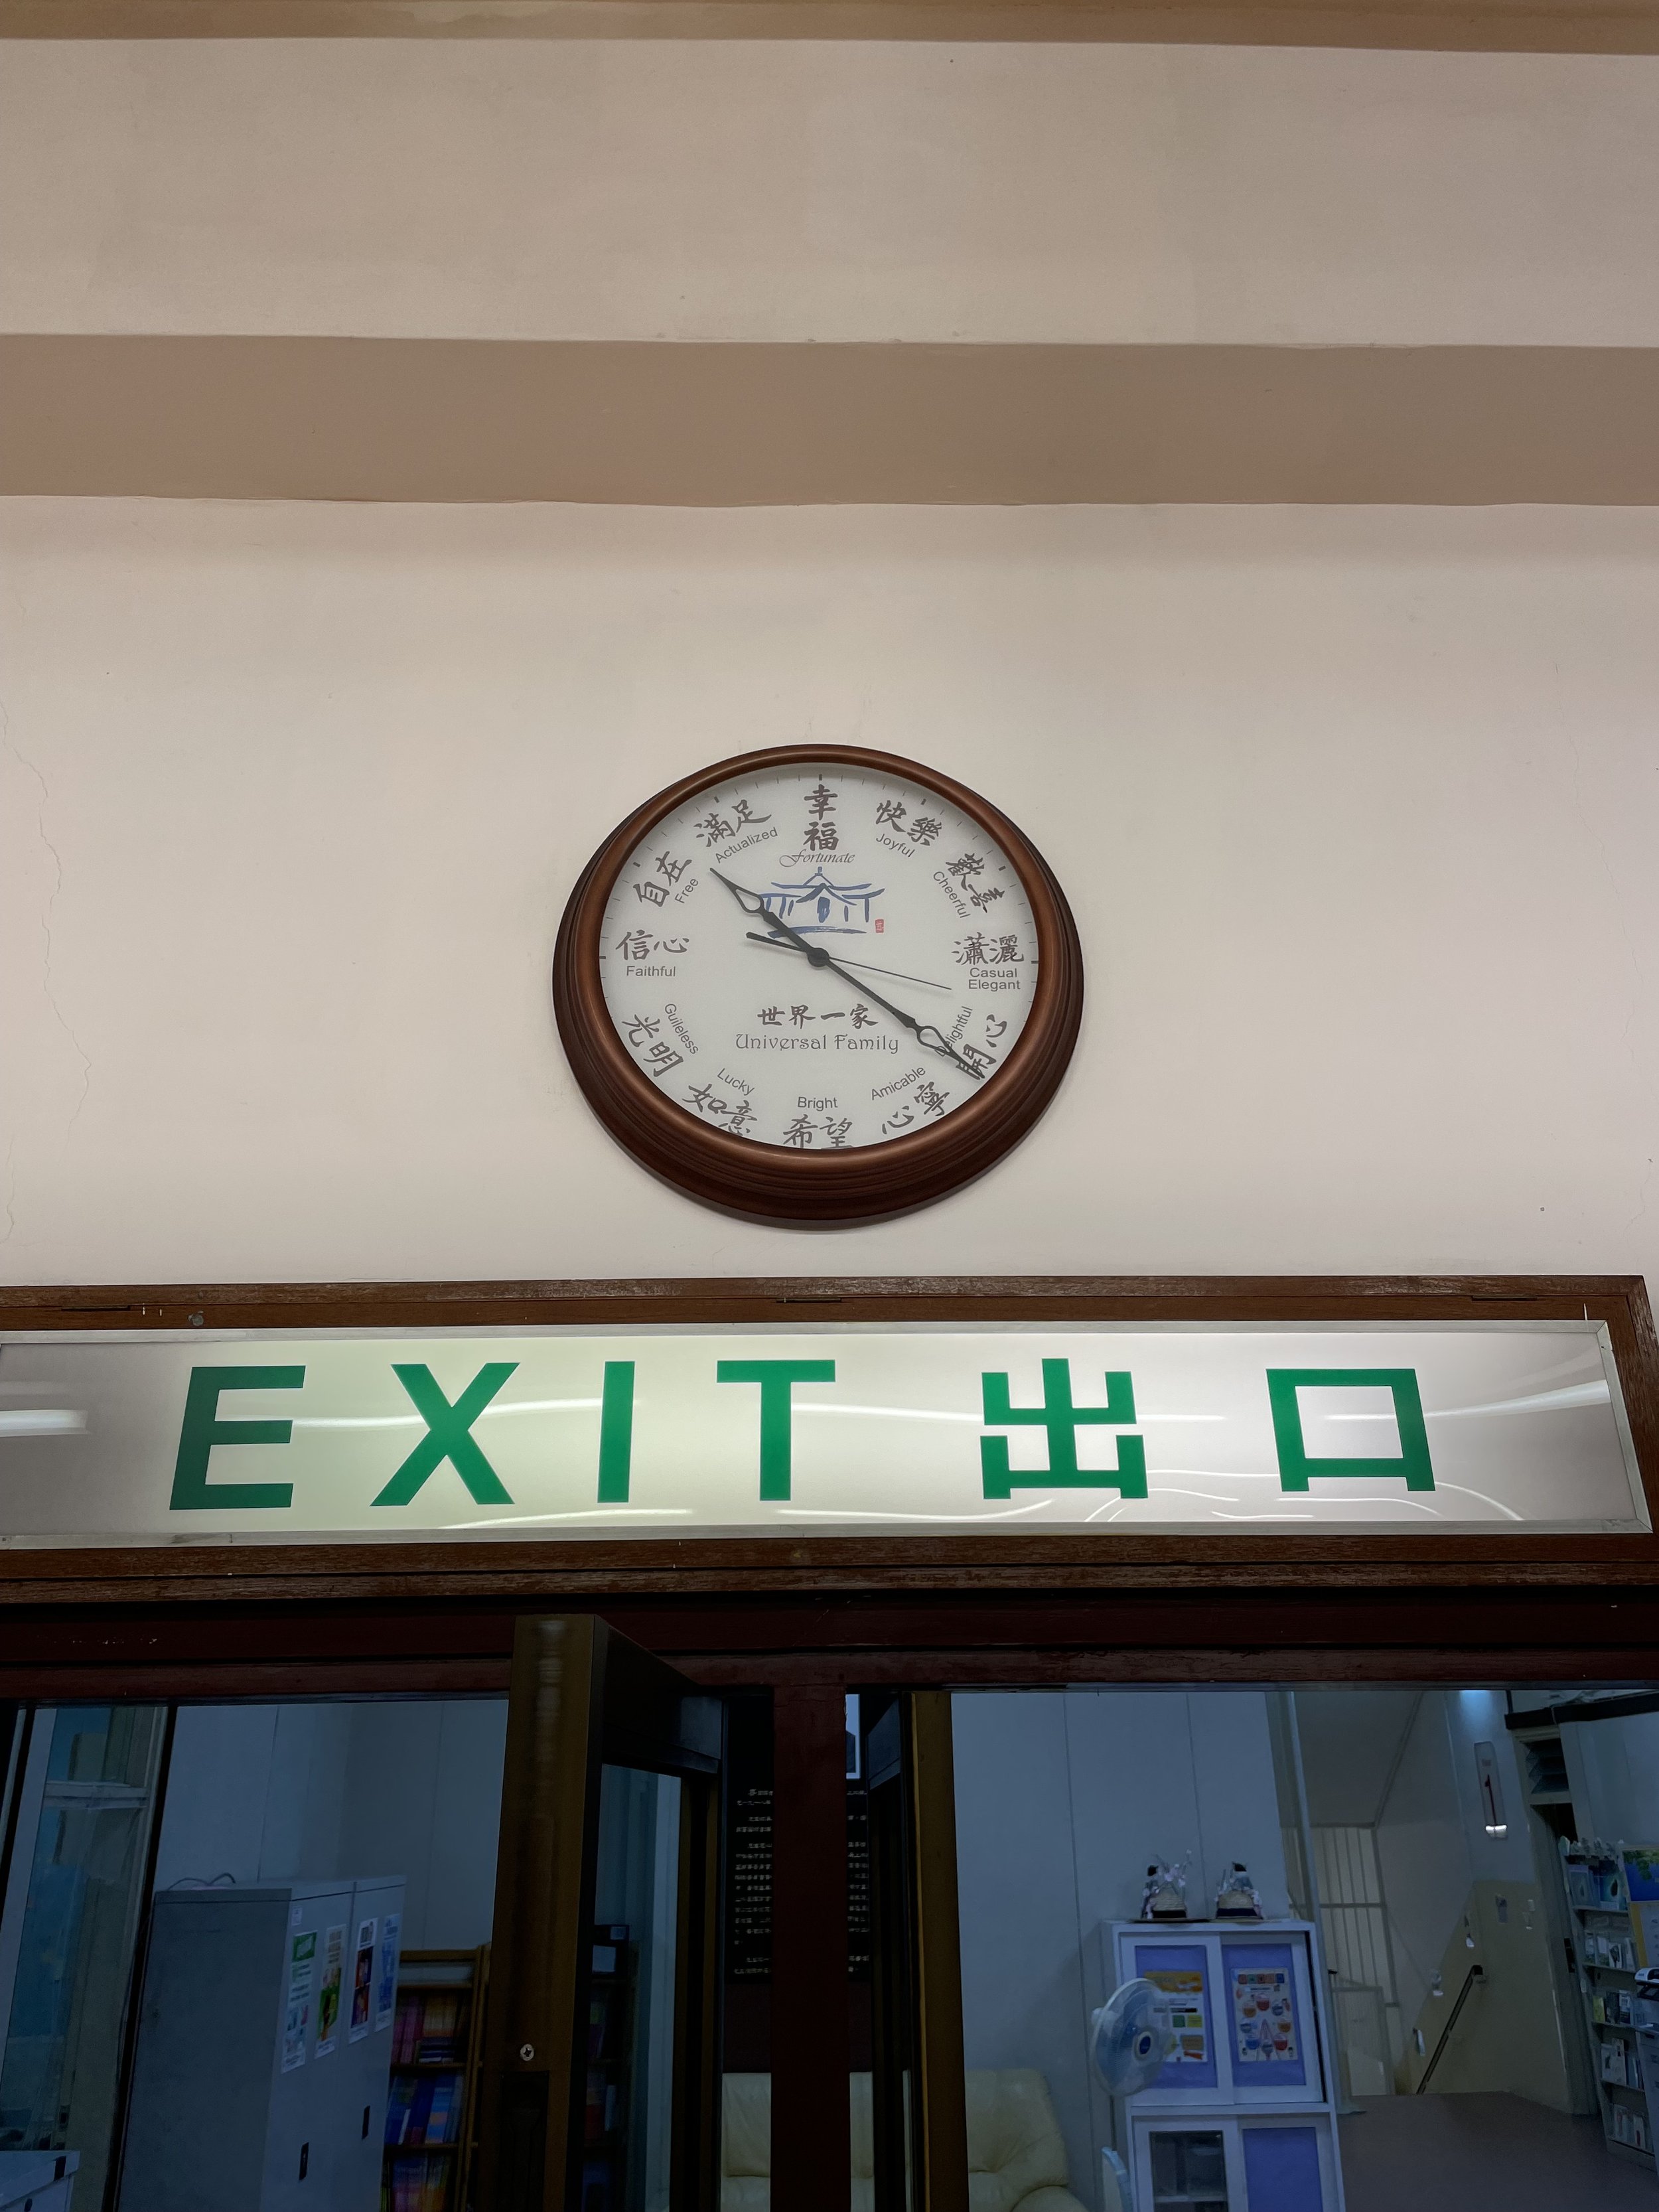 幸福
Fortunate
快樂
Joyful
歡喜
Cheerful
瀟灑
Casual
Elegant
開心
Delightful
心寧
Amicable
Bright
希望
Lucky
如意
Guileless
光明
信心
Faithful
自在
Free
滿足
Actualized
世界一家
Universal Family
EXIT 出口